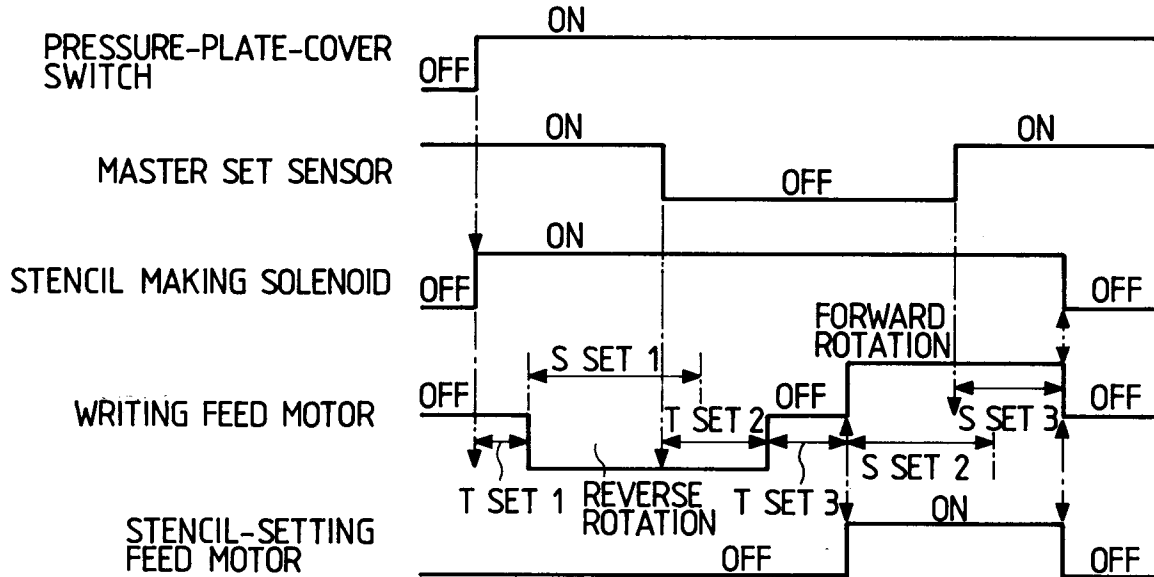 ON
PRESSURE-PLATE-COVER
SWITCH
OFF
ON
ON
MASTER SET SENSOR
OFF
ON
STENCIL MAKING SOLENOID
OFF
OFF
FORWARD
ROTATION
S SET 1
WRITING FEED MOTOR
OFF
T SET 2
OFF
S SET 3
OFF
S SET 2
T SET 1
REVERSE
ROTATION
T SET 3
STENCIL-SETTING
FEED MOTOR
OFF
ON
OFF